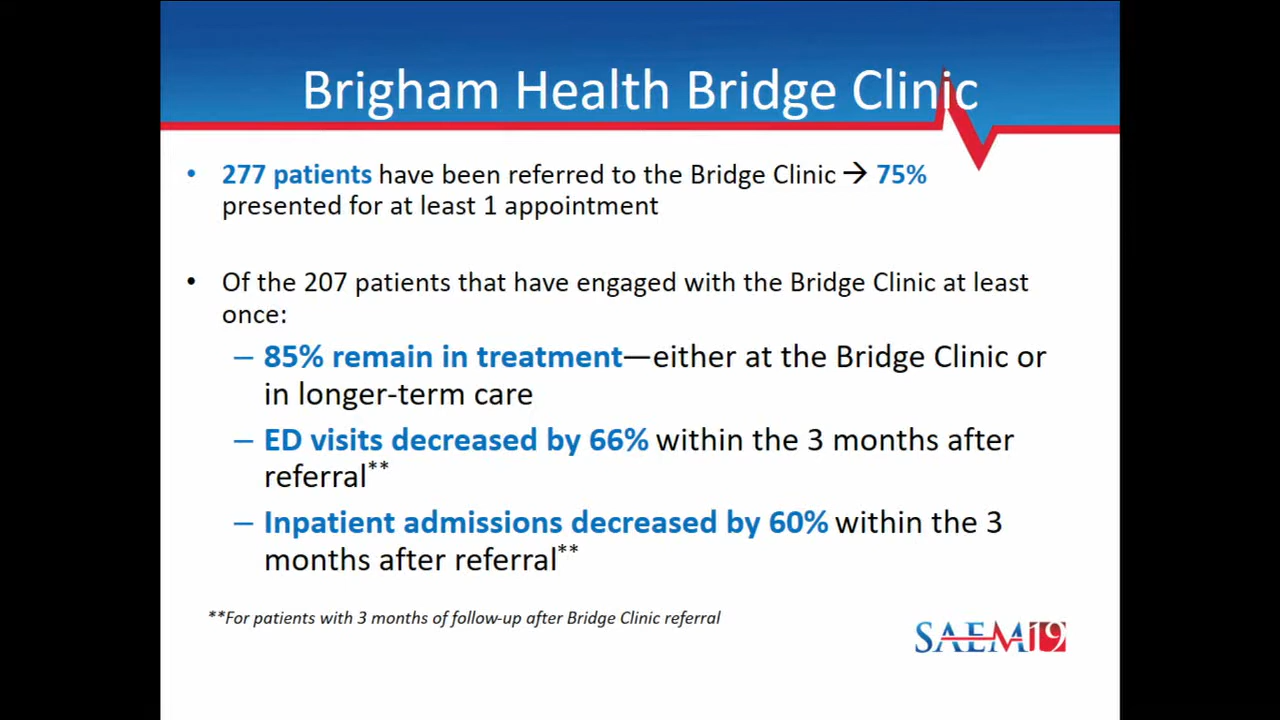 Brigham Health Bridge Clinic
• 277 patients have been referred to the Bridge Clinic → 75%
presented for at least 1 appointment
• Of the 207 patients that have engaged with the Bridge Clinic at least
once:
– 85% remain in treatment—either at the Bridge Clinic or
in longer-term care
– ED visits decreased by 66% within the 3 months after
referral**
– Inpatient admissions decreased by 60% within the 3
months after referral**
**For patients with 3 months of follow-up after Bridge Clinic referral
SAEM19